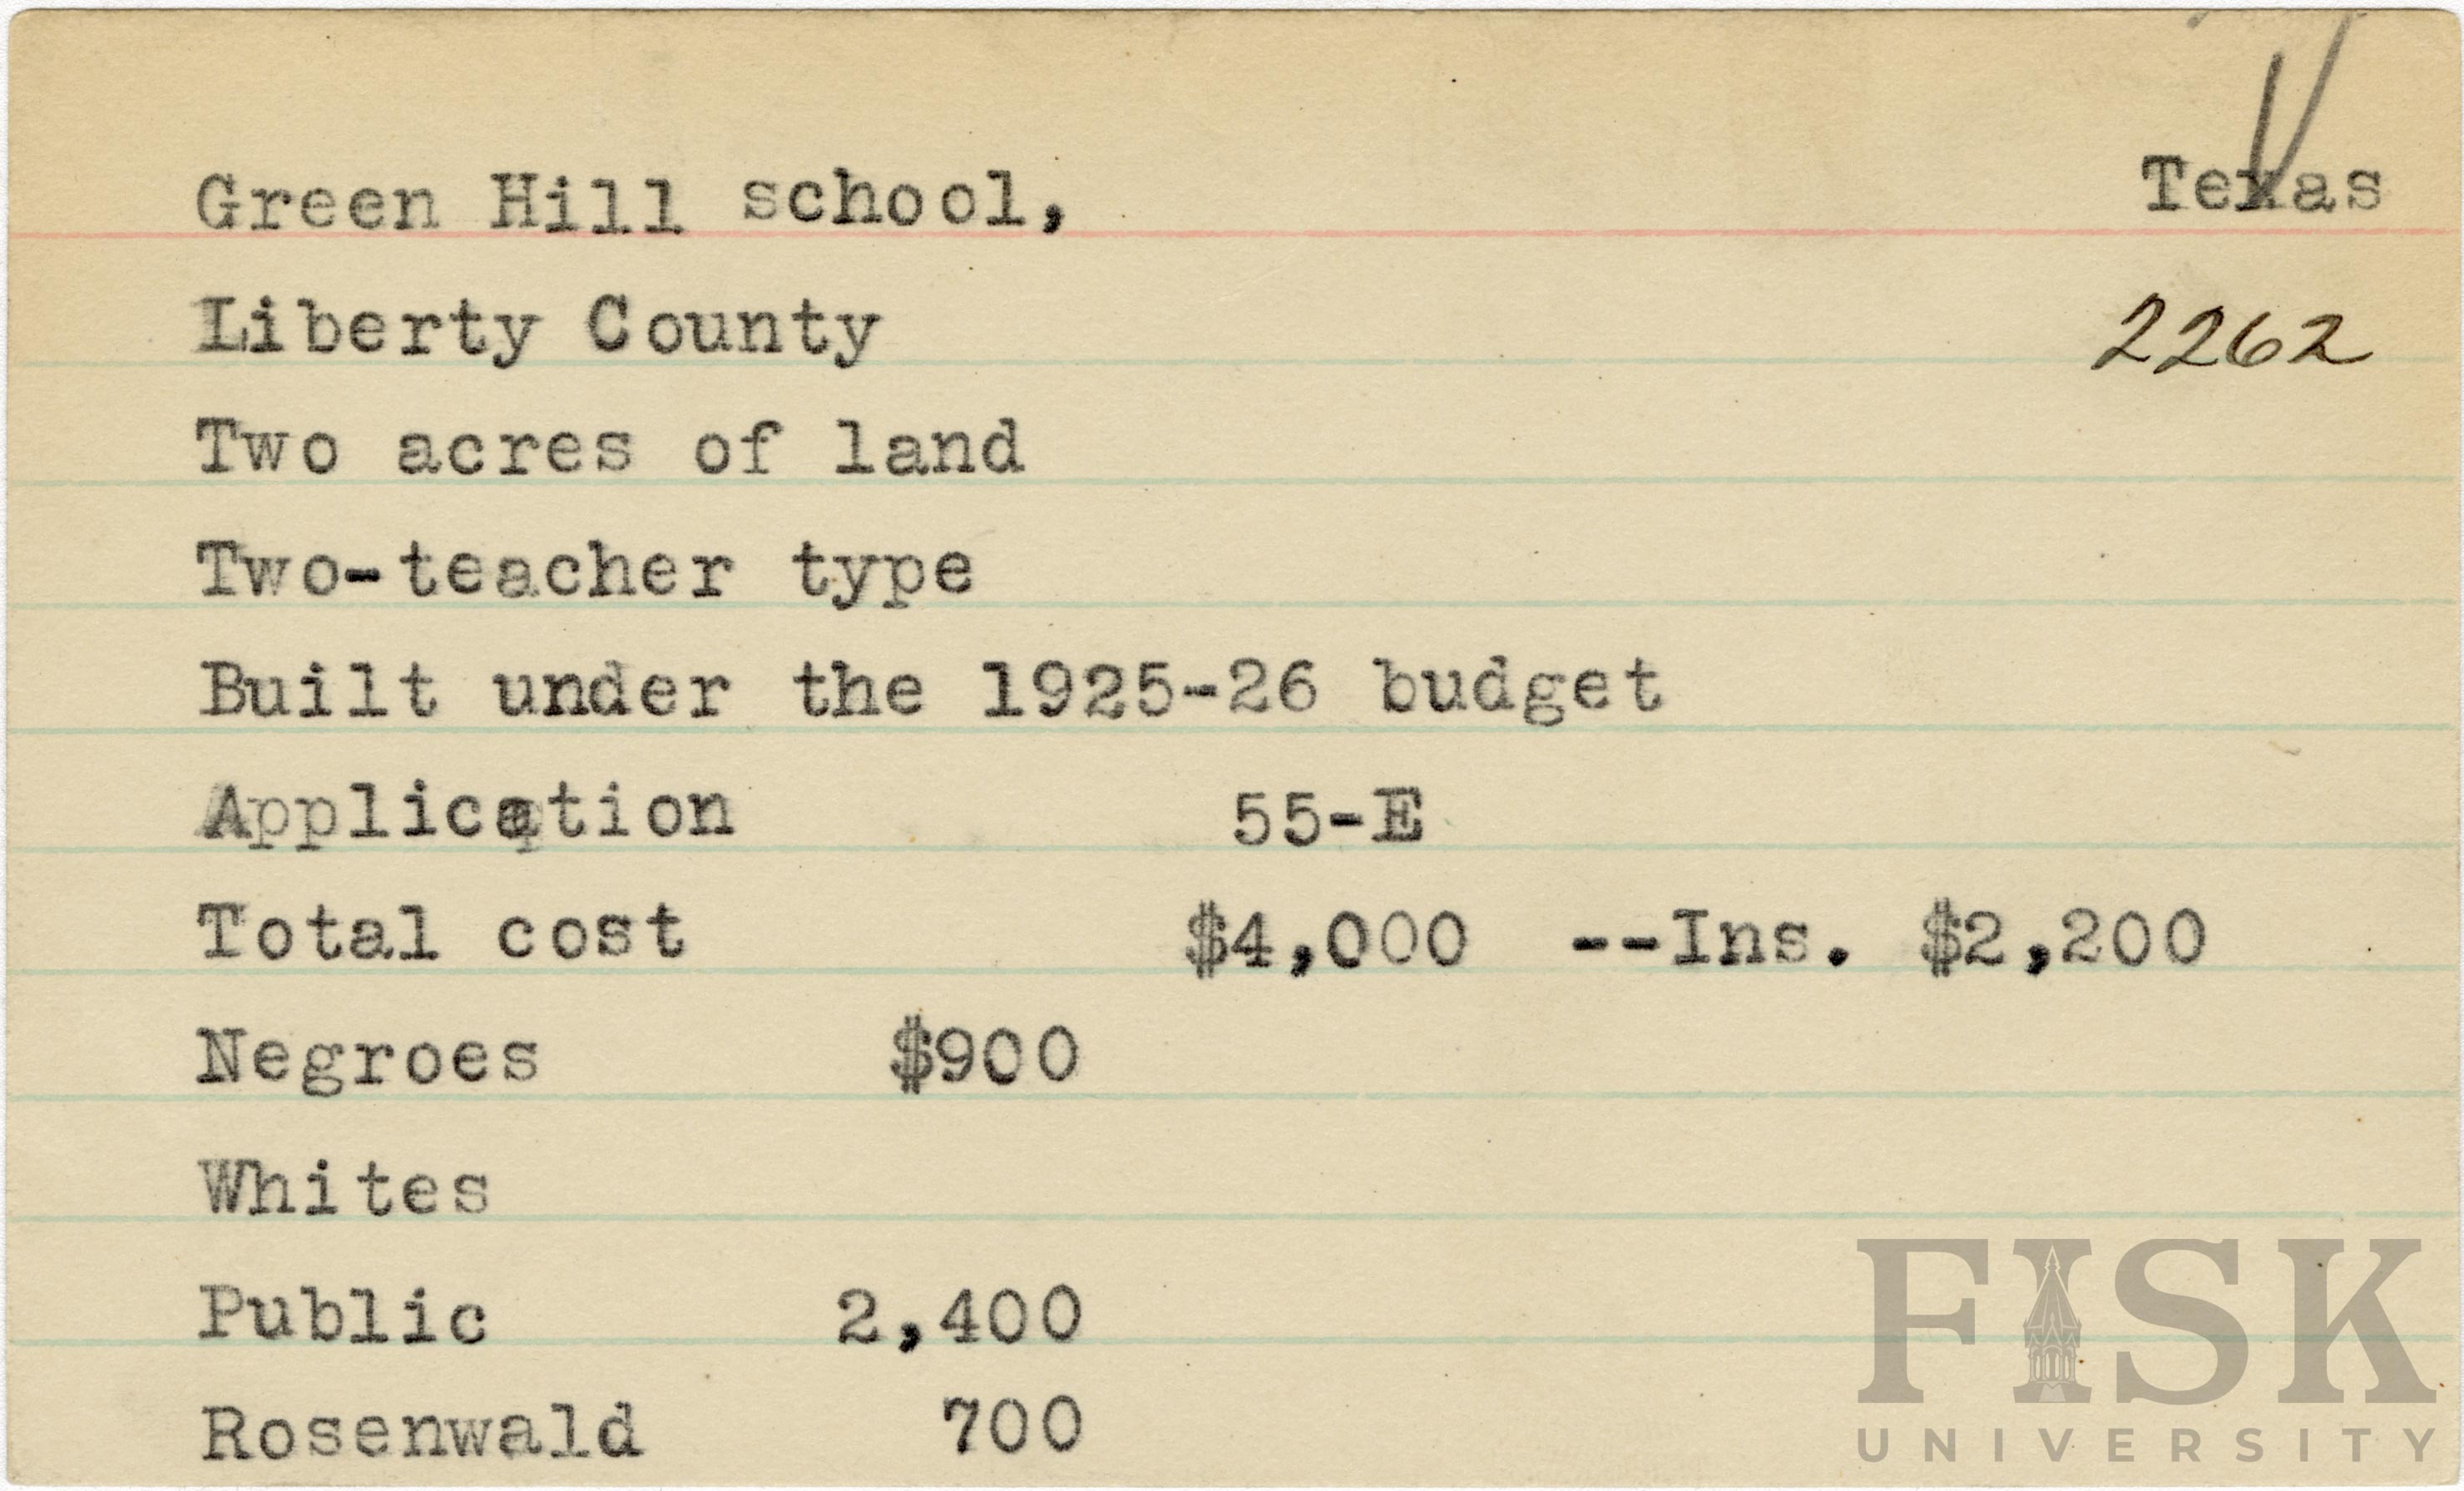 Green Hill school, Texas
Liberty County 2262
Two acres of land
Two-teacher type
Built under the 1925-26 budget
Application 55-E
Total cost $4,000 --Ins. $2,200
Negroes $900
Whites
Public 2,400
Rosenwald 700
FISK
UNIVERSITY